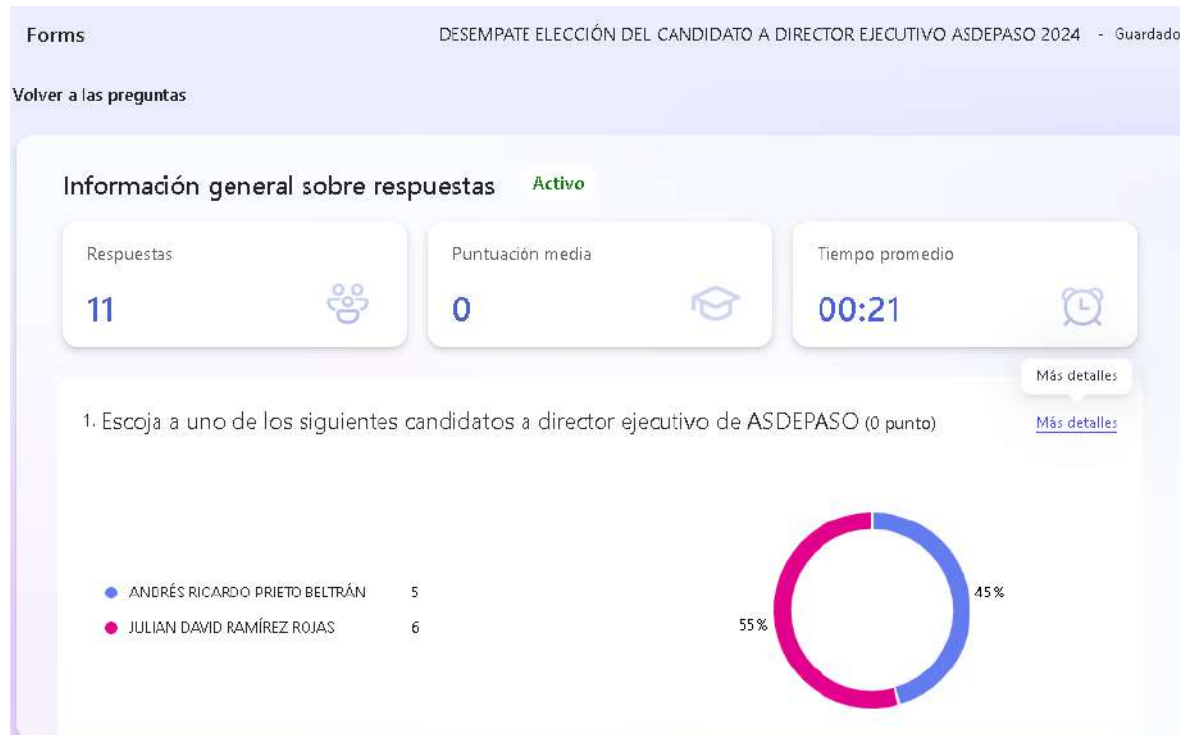 Forms
DESEMPATE ELECCIÓN DEL CANDIDATO A DIRECTOR EJECUTIVO ASDEPASO 2024 - Guardado
Volver a las preguntas
Información general sobre respuestas Activo
Respuestas
11
Puntuación media
0
Tiempo promedio
00:21
Más detalles
1. Escoja a uno de los siguientes candidatos a director ejecutivo de ASDEPASO (0 punto)
Más detalles
ANDRÉS RICARDO PRIETO BELTRÁN 5
JULIAN DAVID RAMÍREZ ROJAS 6
45%
55%